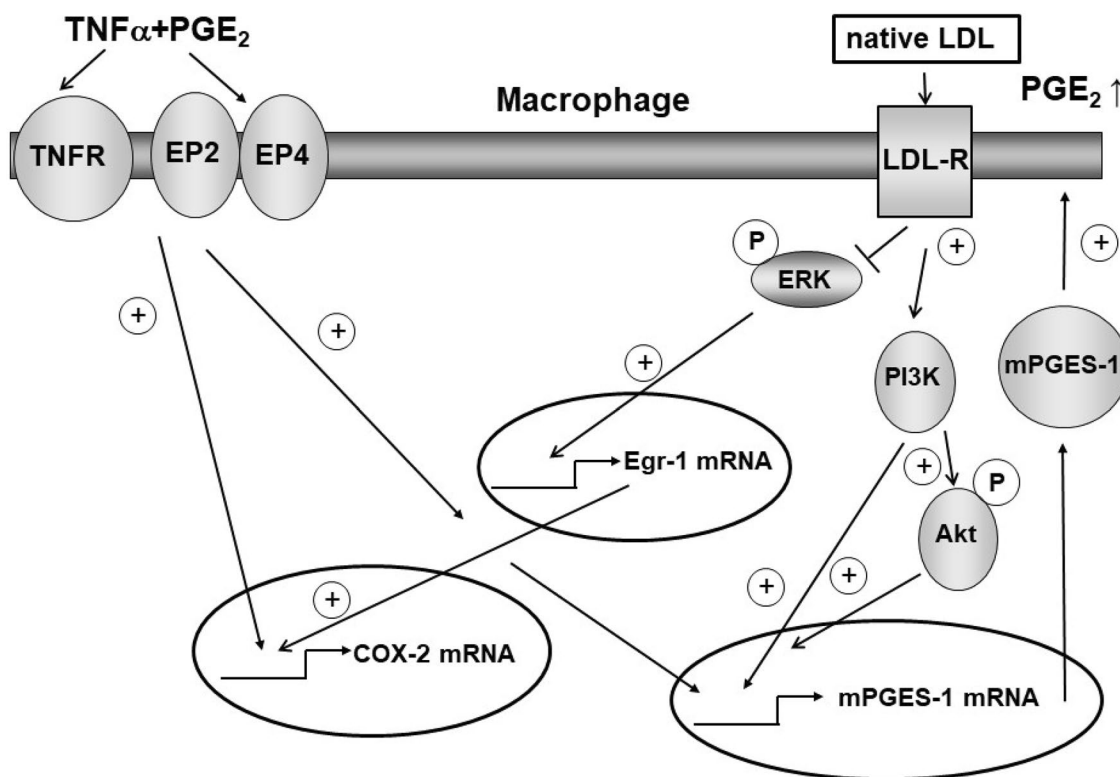 TNFα+PGE₂
native LDL
Macrophage
PGE₂ ↑
TNFR
EP2
EP4
LDL-R
P
ERK
+
+
+
+
PI3K
mPGES-1
+
Egr-1 mRNA
+
P
Akt
+
+
+
COX-2 mRNA
mPGES-1 mRNA